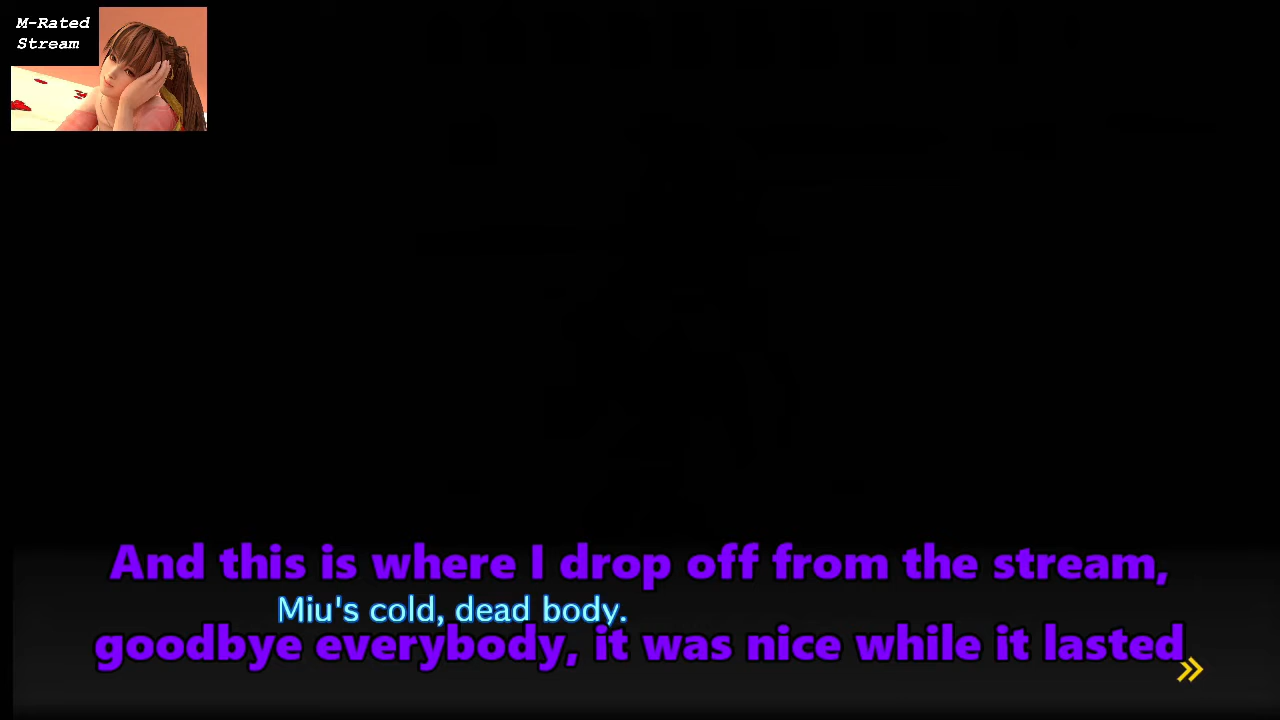 M-Rated
Stream
And this is where I drop off from the stream,
Miu's cold, dead body.
goodbye everybody, it was nice while it lasted